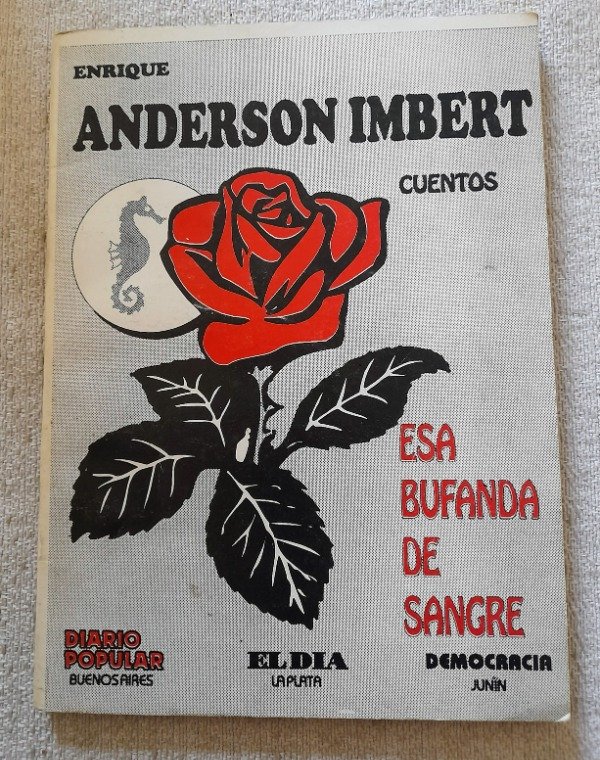 ENRIQUE
ANDERSON IMBERT
CUENTOS
ESA
BUFANDA
DE
SANGRE
DIARIO
POPULAR
BUENOS AIRES
EL DIA
LA PLATA
DEMOCRACIA
JUNÍN